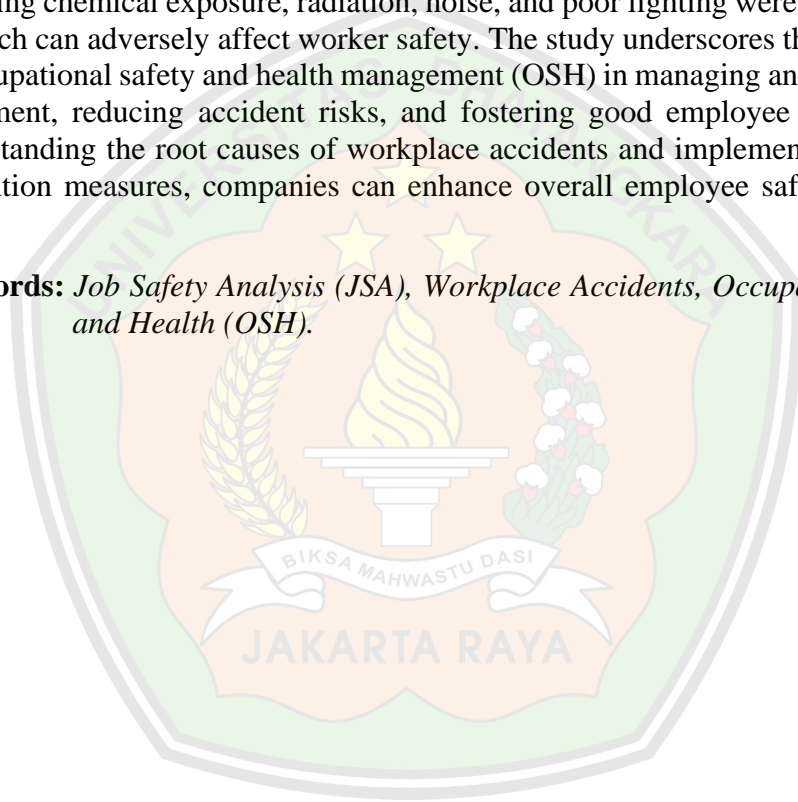 ing chemical exposure, radiation, noise, and poor lighting were
ch can adversely affect worker safety. The study underscores th
upational safety and health management (OSH) in managing an
ment, reducing accident risks, and fostering good employee
tanding the root causes of workplace accidents and implemen
tion measures, companies can enhance overall employee saf
ords: Job Safety Analysis (JSA), Workplace Accidents, Occupa
and Health (OSH).
UNIVERSITAS BHAYANGKARA
BIKSA MAHWASTU DASI
JAKARTA RAYA